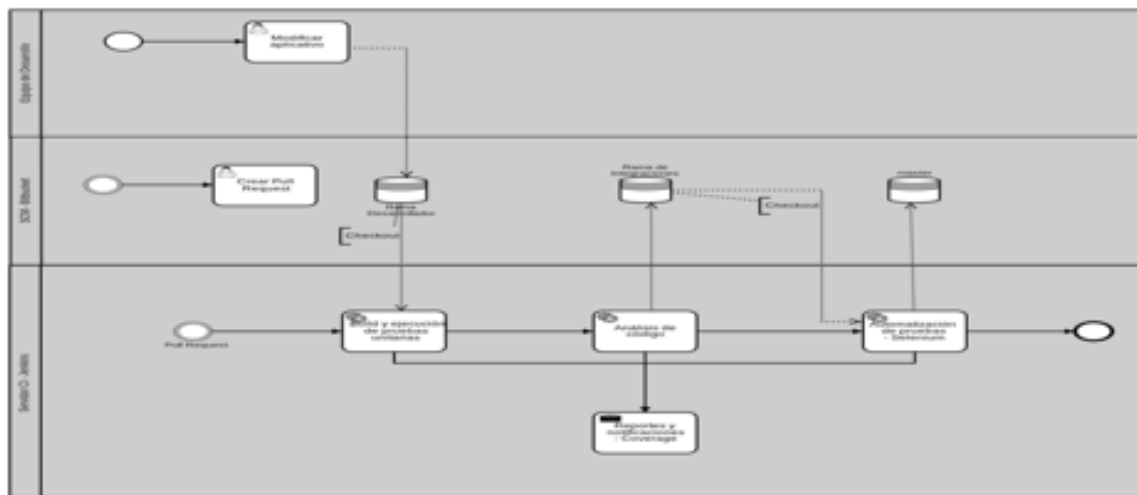 Equipo de Desarrollo
Modificar
aplicativo
SCM - Bitbucket
Crear Pull
Request
Rama
Desarrollador
Checkout
Rama de
Integraciones
Checkout
master
Servidor CI - Jenkins
Pull Request
Build y ejecución
de pruebas
unitarias
Análisis de
código
Automatización
de pruebas
- Selenium
Reportes y
notificaciones
- Coverage